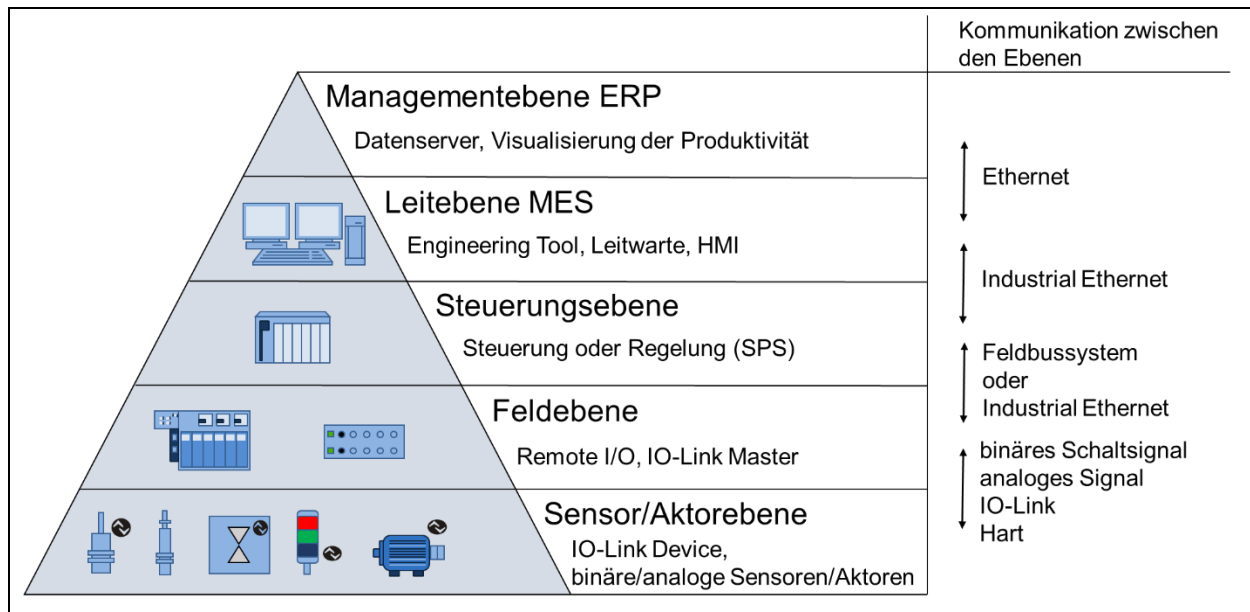 Kommunikation zwischen
den Ebenen
Managementebene ERP
Datenserver, Visualisierung der Produktivität
Ethernet
Leitebene MES
Engineering Tool, Leitwarte, HMI
Industrial Ethernet
Steuerungsebene
Steuerung oder Regelung (SPS)
Feldbussystem
oder
Industrial Ethernet
Feldebene
Remote I/O, IO-Link Master
binäres Schaltsignal
analoges Signal
IO-Link
Hart
Sensor/Aktorebene
IO-Link Device,
binäre/analoge Sensoren/Aktoren